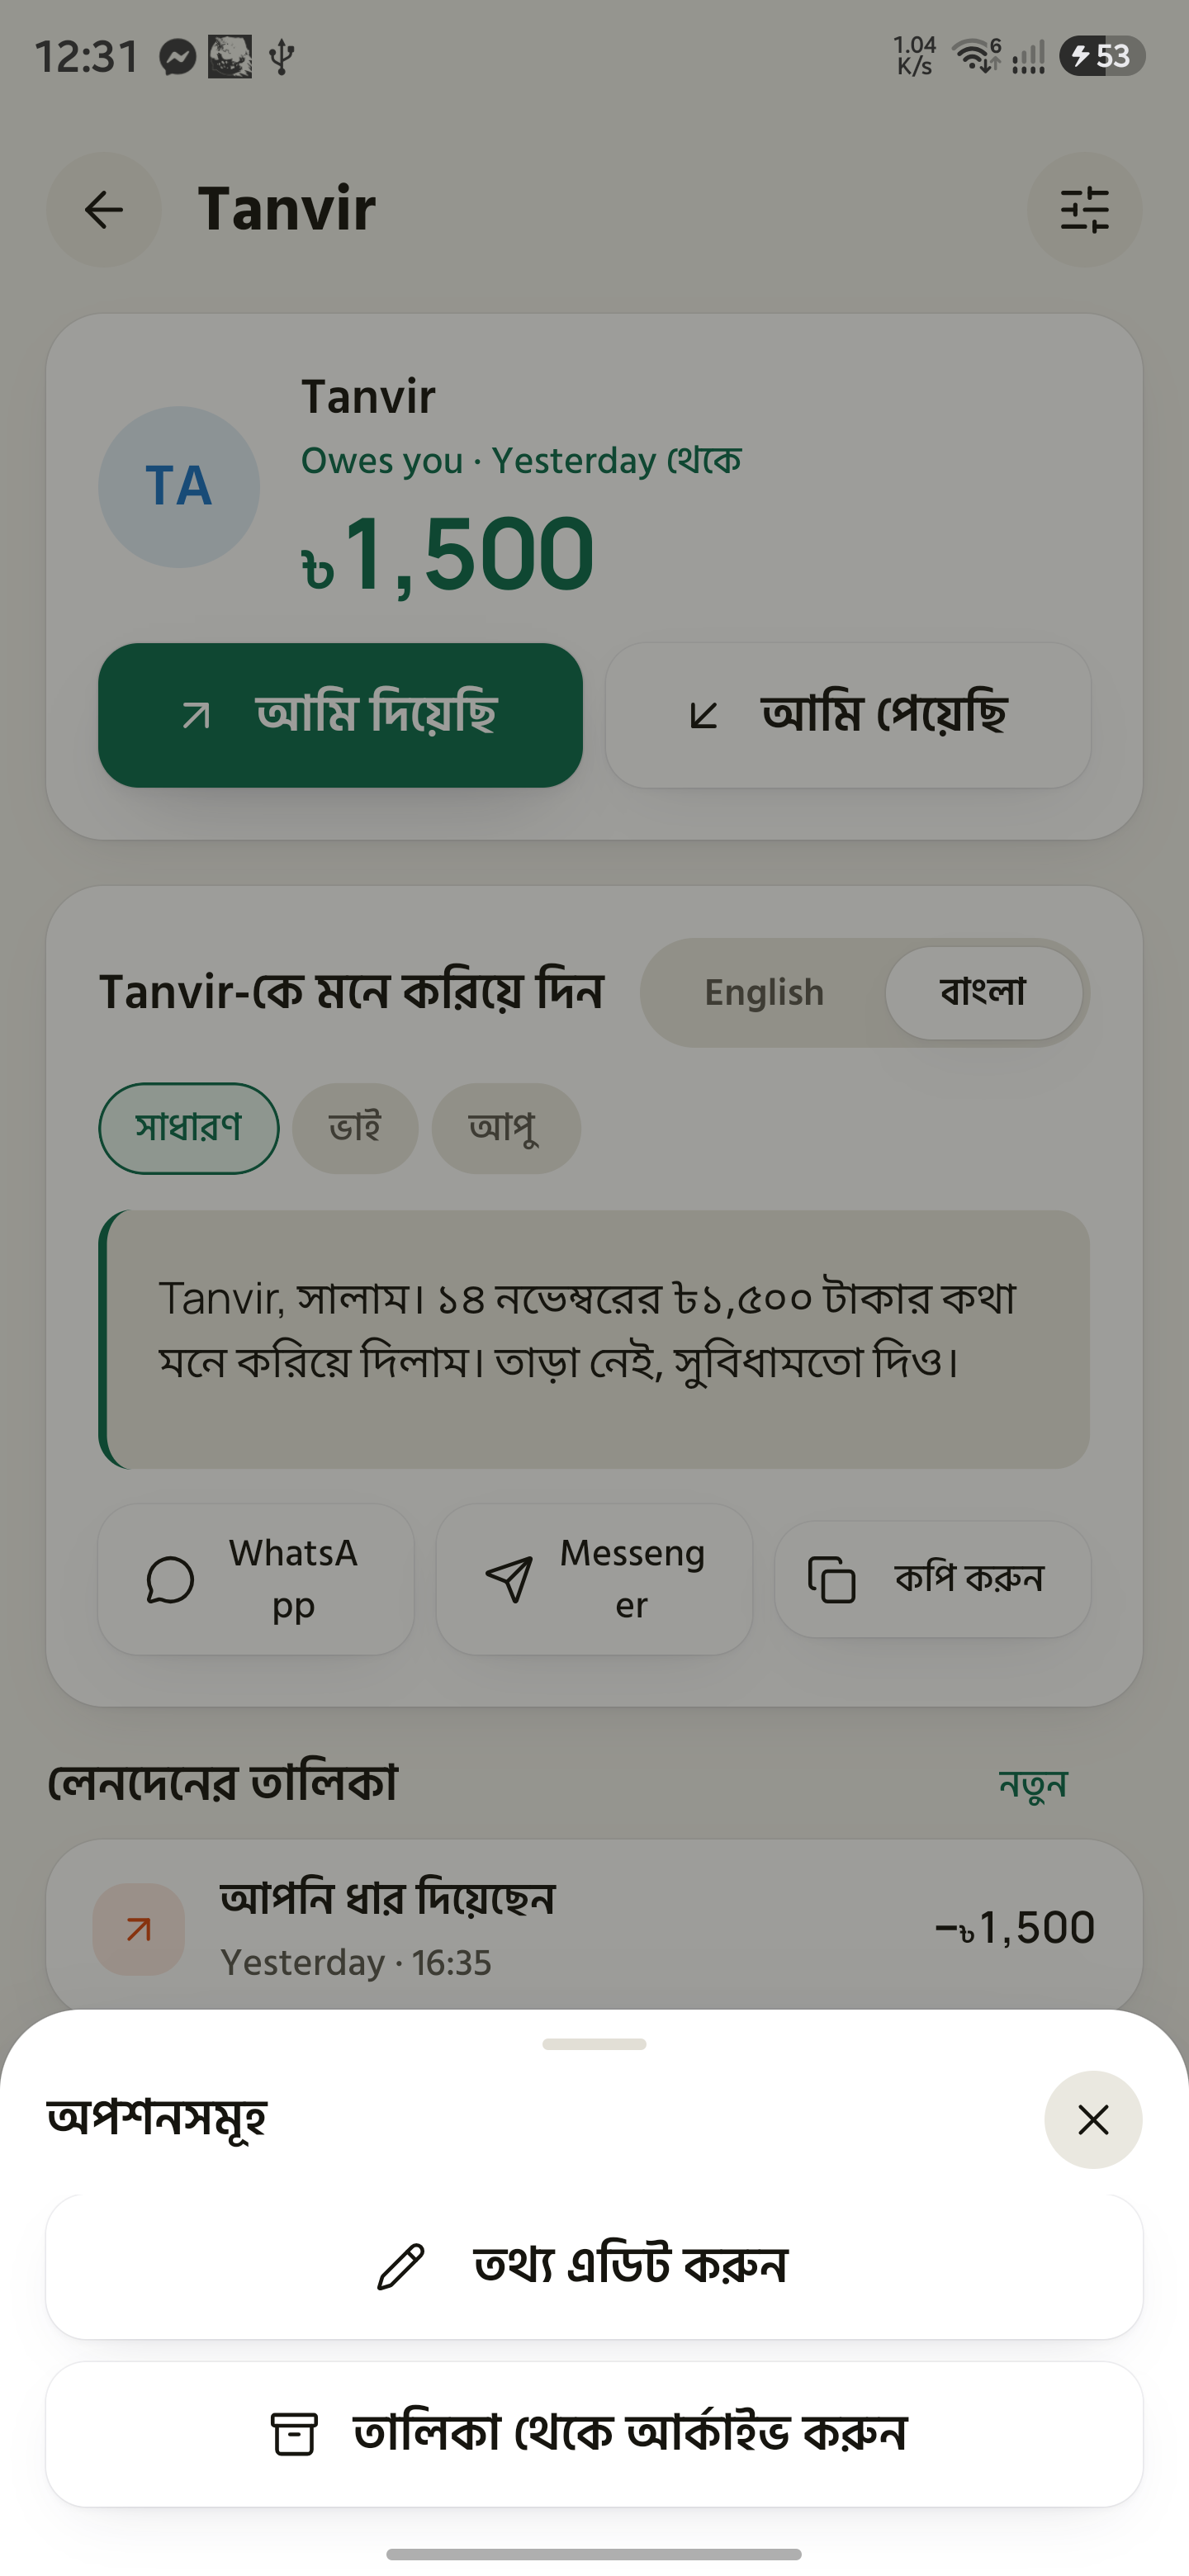 12:31
1.04 K/s
6
53
Tanvir
TA
Tanvir
Owes you · Yesterday থেকে
৳1,500
আমি দিয়েছি
আমি পেয়েছি
Tanvir-কে মনে করিয়ে দিন
English
বাংলা
সাধারণ
ভাই
আপু
Tanvir, সালাম। ১৪ নভেম্বরের ৳১,৫০০ টাকার কথা
মনে করিয়ে দিলাম। তাড়া নেই, সুবিধামতো দিও।
WhatsA
pp
Messeng
er
কপি করুন
লেনদেনের তালিকা
নতুন
আপনি ধার দিয়েছেন
Yesterday · 16:35
−৳1,500
অপশনসমূহ
তথ্য এডিট করুন
তালিকা থেকে আর্কাইভ করুন